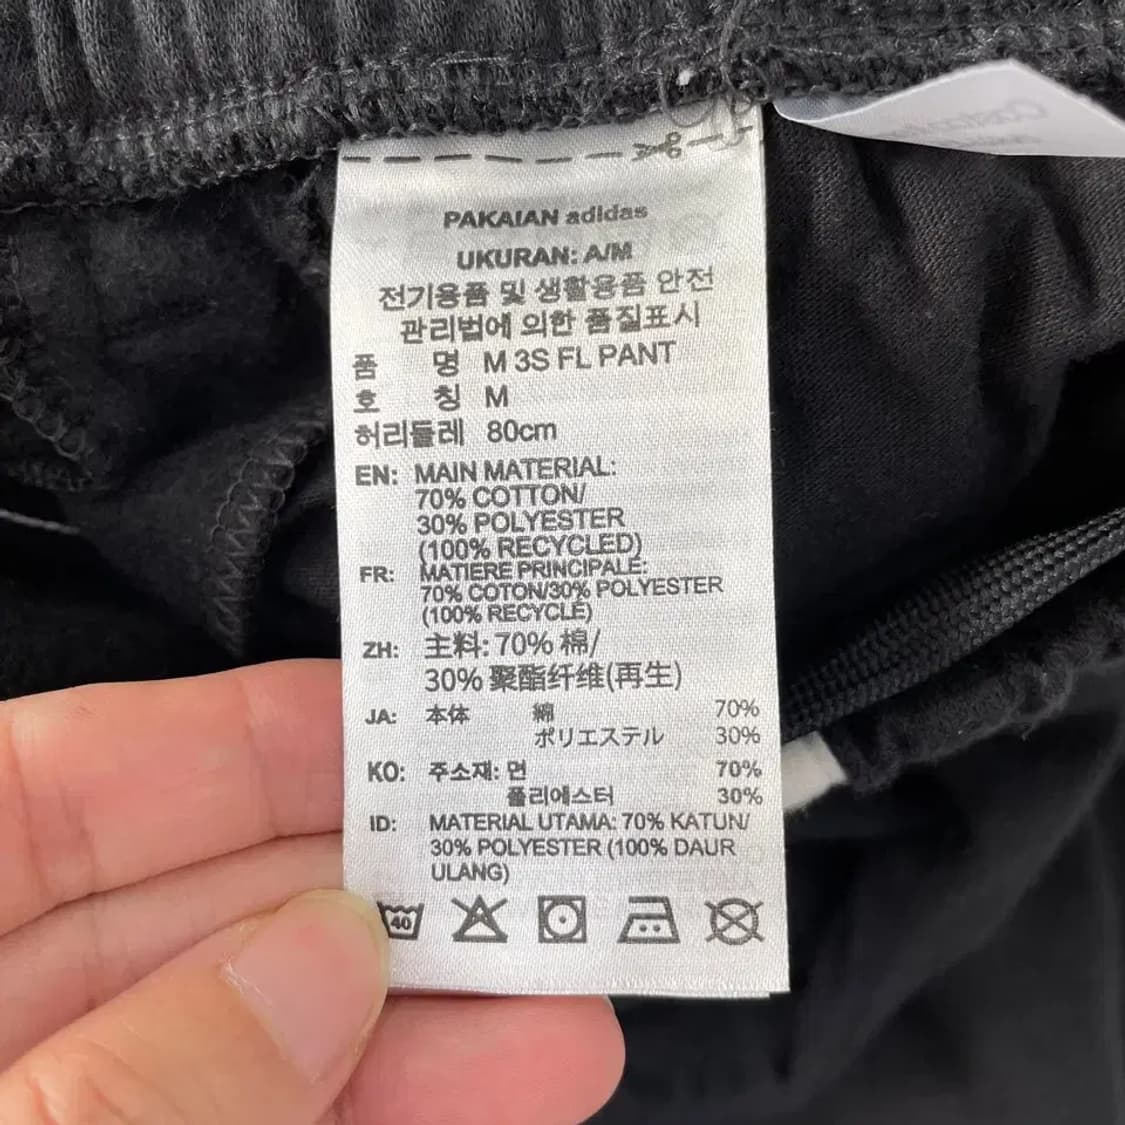 PAKAIAN adidas
UKURAN: A/M
전기용품 및 생활용품 안전
관리법에 의한 품질표시
품 명 M 3S FL PANT
호 칭 M
허리둘레 80cm
EN: MAIN MATERIAL:
70% COTTON/
30% POLYESTER
(100% RECYCLED)
FR: MATIERE PRINCIPALE:
70% COTON/30% POLYESTER
(100% RECYCLÉ)
ZH: 主料: 70% 棉/
30% 聚酯纤维(再生)
JA: 本体 綿 70%
ポリエステル 30%
KO: 주소재: 면 70%
폴리에스터 30%
ID: MATERIAL UTAMA: 70% KATUN/
30% POLYESTER (100% DAUR
ULANG)
40